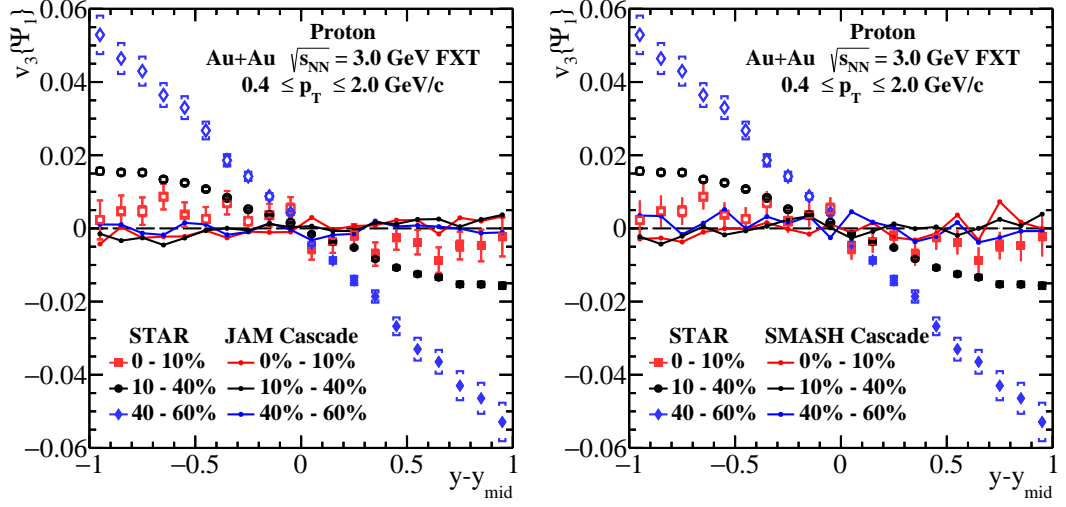 0.06
0.04
0.02
0
−0.02
−0.04
−0.06
v₃{Ψ₁}
Proton
Au+Au √sNN = 3.0 GeV FXT
0.4 ≤ pT ≤ 2.0 GeV/c
STAR JAM Cascade
0 - 10% 0% - 10%
10 - 40% 10% - 40%
40 - 60% 40% - 60%
−1 −0.5 0 0.5 1
y-ymid
0.06
0.04
0.02
0
−0.02
−0.04
−0.06
v₃{Ψ₁}
Proton
Au+Au √sNN = 3.0 GeV FXT
0.4 ≤ pT ≤ 2.0 GeV/c
STAR SMASH Cascade
0 - 10% 0% - 10%
10 - 40% 10% - 40%
40 - 60% 40% - 60%
−1 −0.5 0 0.5 1
y-ymid